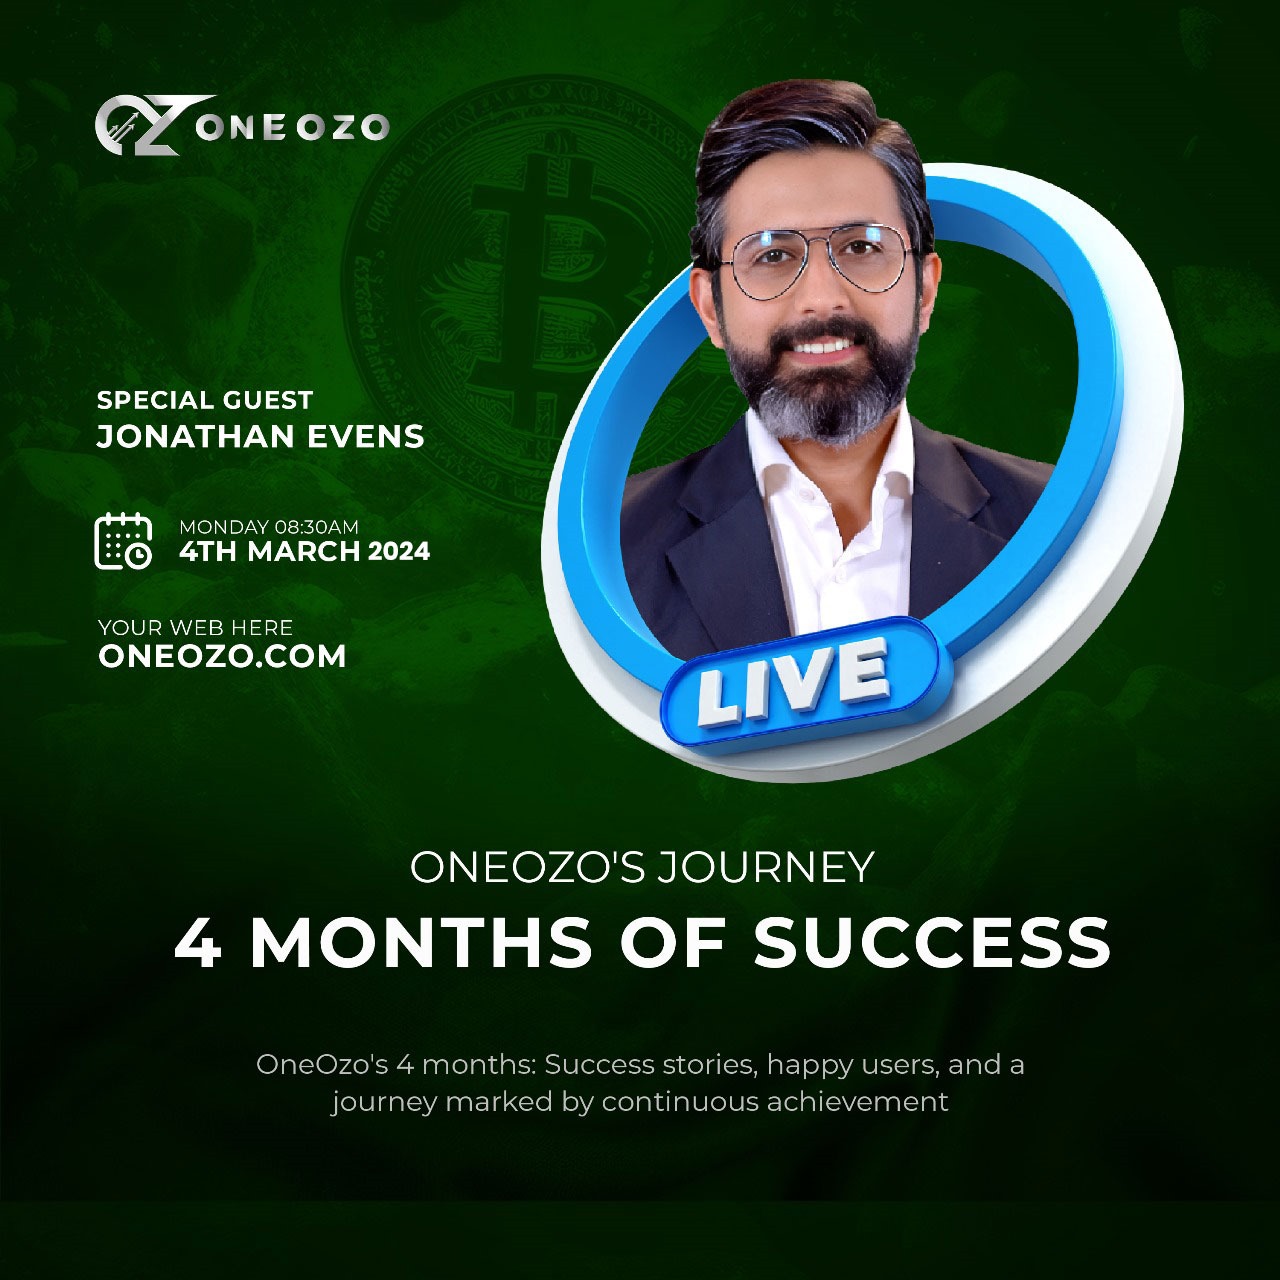 ONEOZO
SPECIAL GUEST
JONATHAN EVENS
MONDAY 08:30AM
4TH MARCH 2024
YOUR WEB HERE
ONEOZO.COM
LIVE
ONEOZO'S JOURNEY
4 MONTHS OF SUCCESS
OneOzo's 4 months: Success stories, happy users, and a
journey marked by continuous achievement